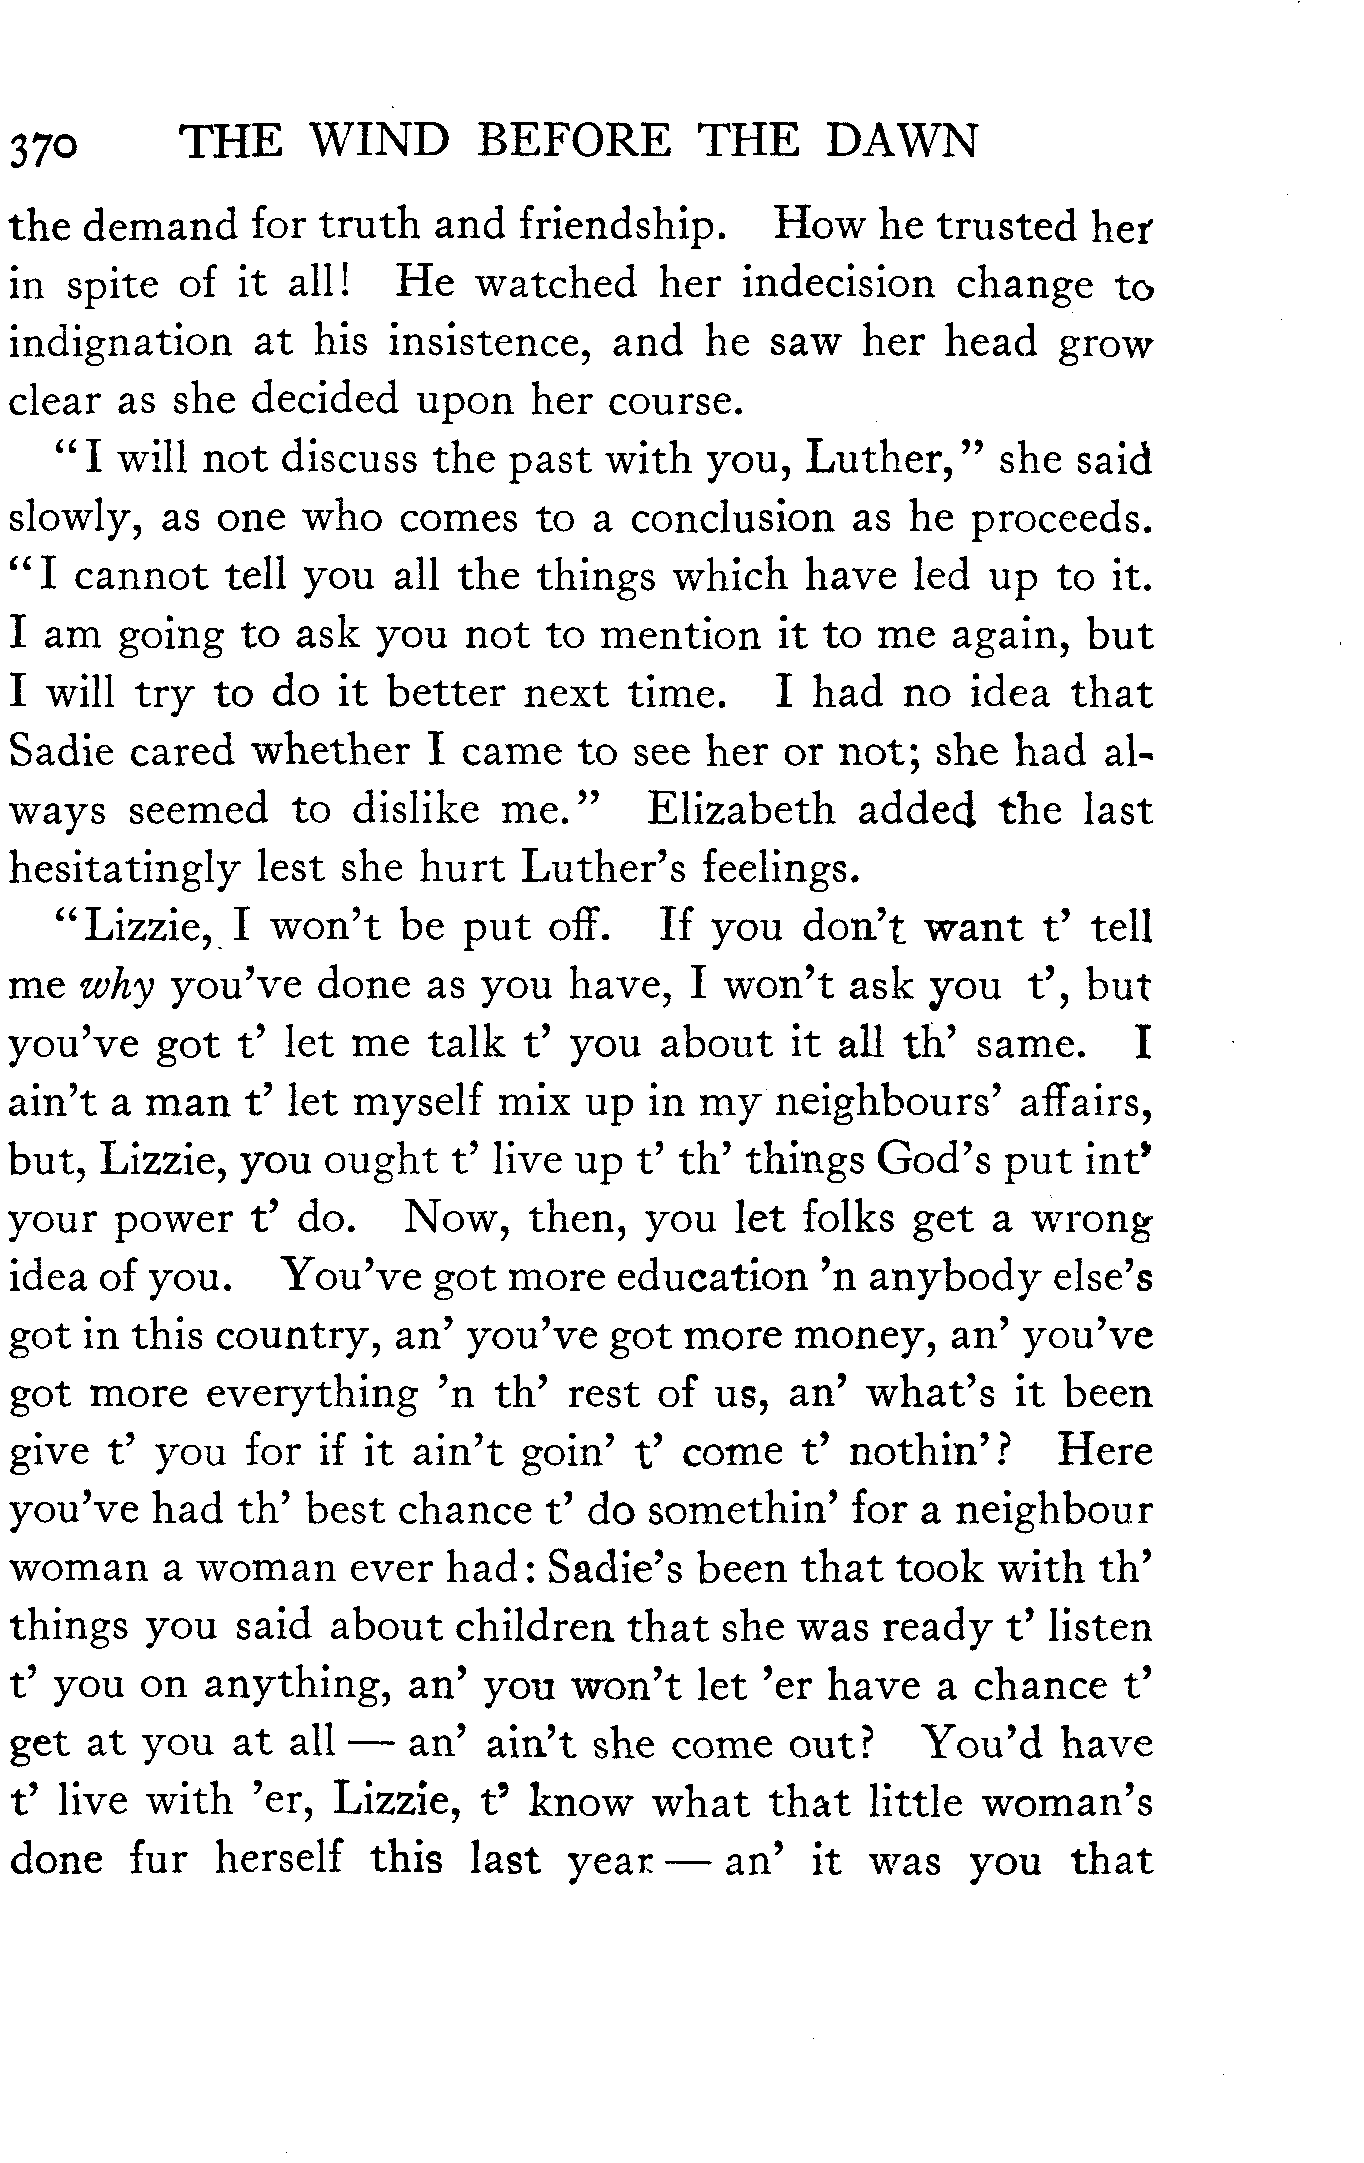 370 THE WIND BEFORE THE DAWN
the demand for truth and friendship. How he trusted her
in spite of it all! He watched her indecision change to
indignation at his insistence, and he saw her head grow
clear as she decided upon her course.
“I will not discuss the past with you, Luther,” she said
slowly, as one who comes to a conclusion as he proceeds.
“I cannot tell you all the things which have led up to it.
I am going to ask you not to mention it to me again, but
I will try to do it better next time. I had no idea that
Sadie cared whether I came to see her or not; she had al-
ways seemed to dislike me.” Elizabeth added the last
hesitatingly lest she hurt Luther’s feelings.
“Lizzie, I won’t be put off. If you don’t want t’ tell
me why you’ve done as you have, I won’t ask you t’, but
you’ve got t’ let me talk t’ you about it all th’ same. I
ain’t a man t’ let myself mix up in my neighbours’ affairs,
but, Lizzie, you ought t’ live up t’ th’ things God’s put int’
your power t’ do. Now, then, you let folks get a wrong
idea of you. You’ve got more education ’n anybody else’s
got in this country, an’ you’ve got more money, an’ you’ve
got more everything ’n th’ rest of us, an’ what’s it been
give t’ you for if it ain’t goin’ t’ come t’ nothin’? Here
you’ve had th’ best chance t’ do somethin’ for a neighbour
woman a woman ever had: Sadie’s been that took with th’
things you said about children that she was ready t’ listen
t’ you on anything, an’ you won’t let ’er have a chance t’
get at you at all — an’ ain’t she come out? You’d have
t’ live with ’er, Lizzie, t’ know what that little woman’s
done fur herself this last year — an’ it was you that